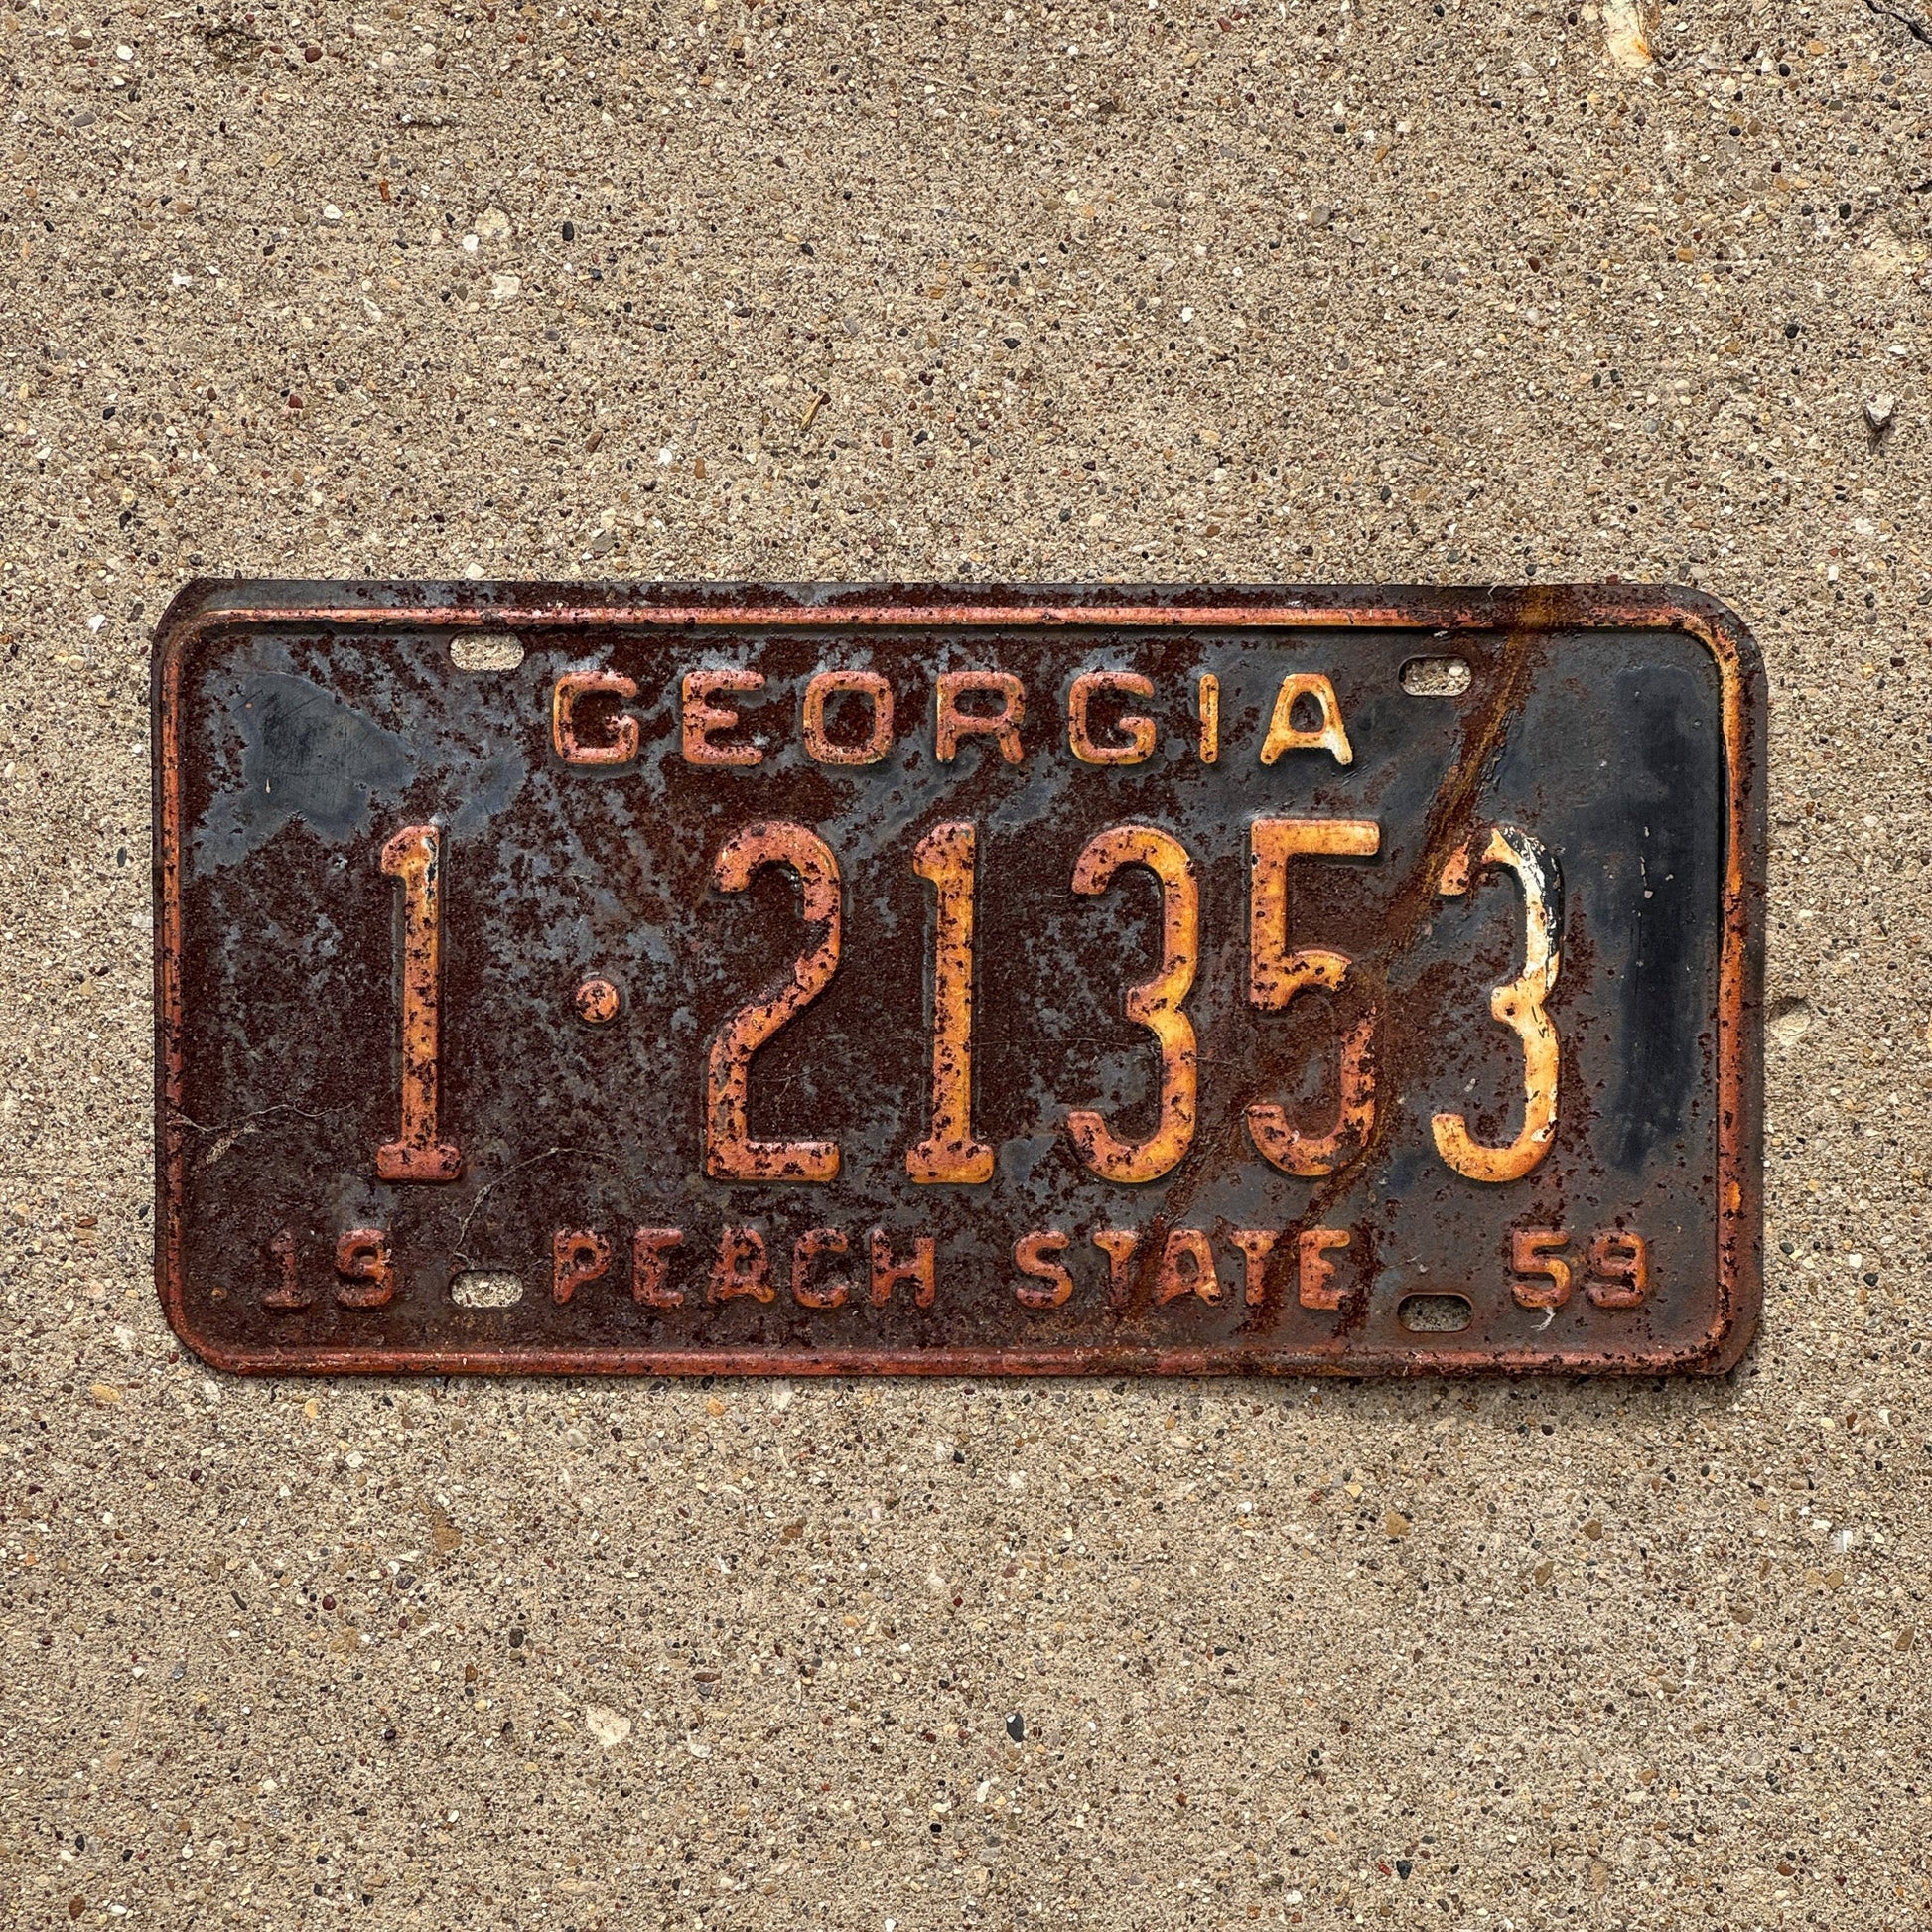 GEORGIA
1·21353
19 PEACH STATE 59